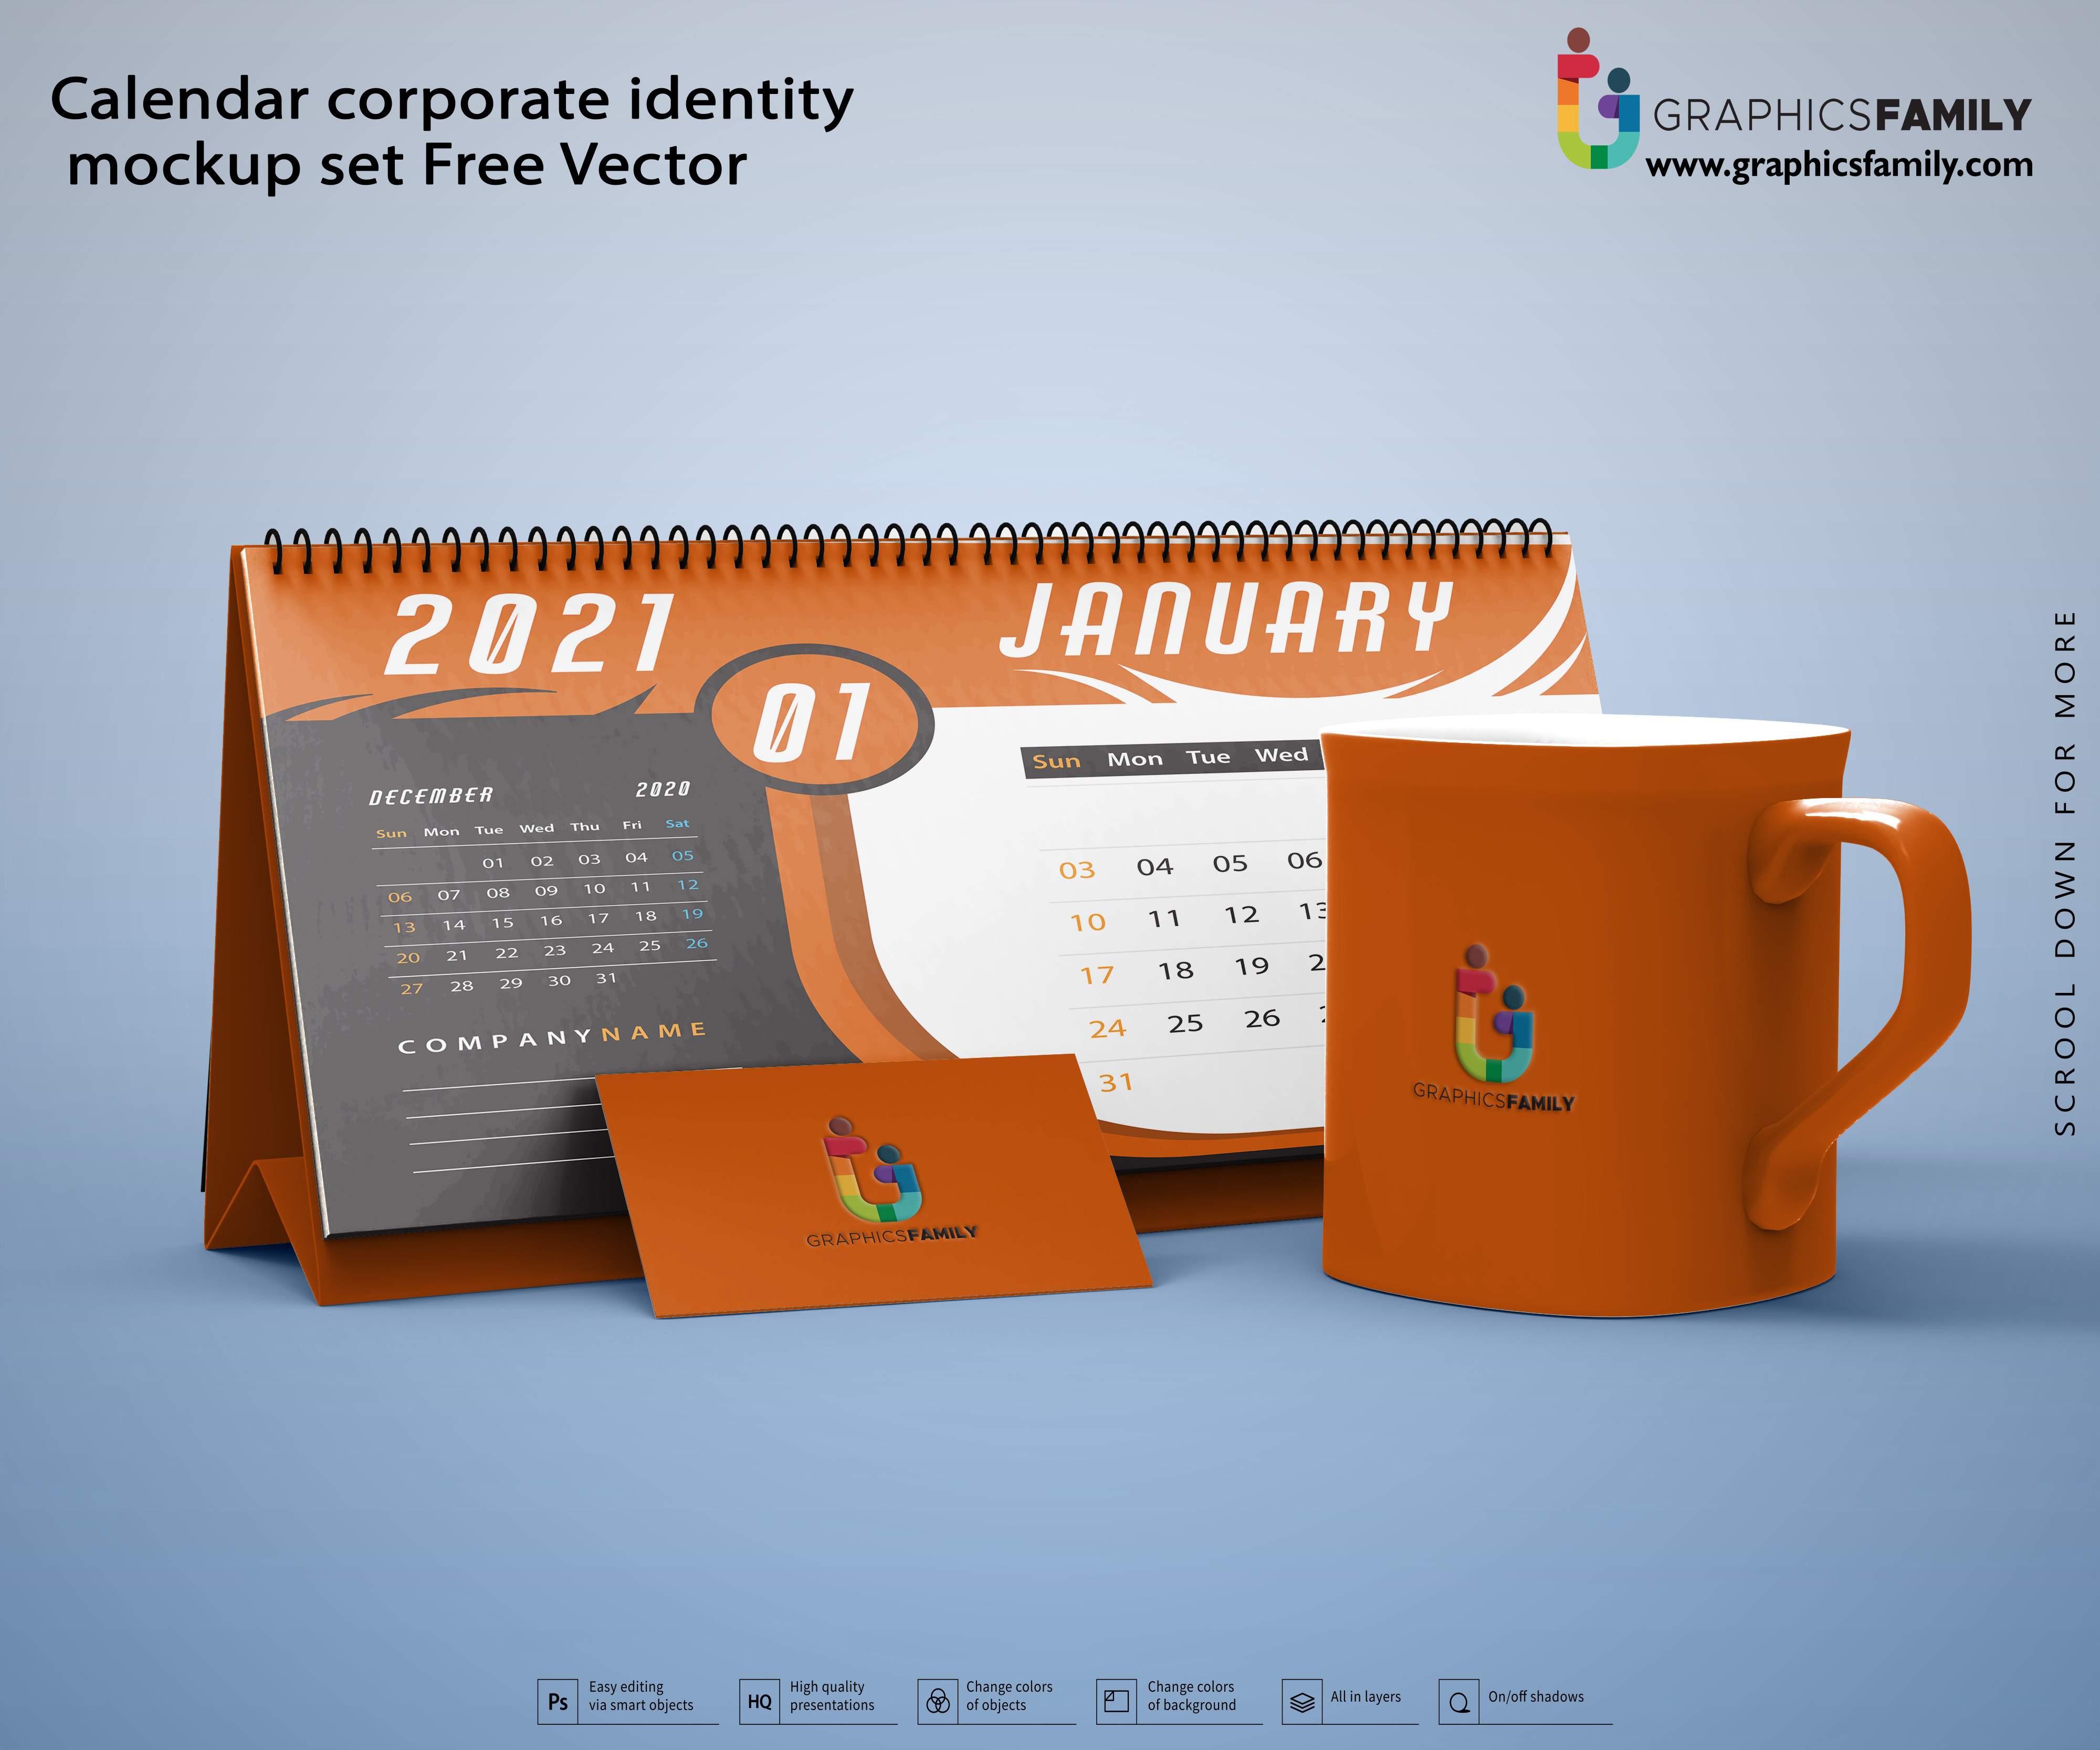 Calendar corporate identity
mockup set Free Vector
GRAPHICSFAMILY
www.graphicsfamily.com
SCROOL DOWN FOR MORE
2021
JANUARY
01
DECEMBER 2020
Sun Mon Tue Wed Thu Fri Sat
01 02 03 04 05
06 07 08 09 10 11 12
13 14 15 16 17 18 19
20 21 22 23 24 25 26
27 28 29 30 31
COMPANYNAME
Sun Mon Tue Wed
03 04 05 06
10 11 12 13
17 18 19
24 25 26
31
GRAPHICSFAMILY
GRAPHICSFAMILY
Ps
Easy editing
via smart objects
HQ
High quality
presentations
Change colors
of objects
Change colors
of background
All in layers
On/off shadows